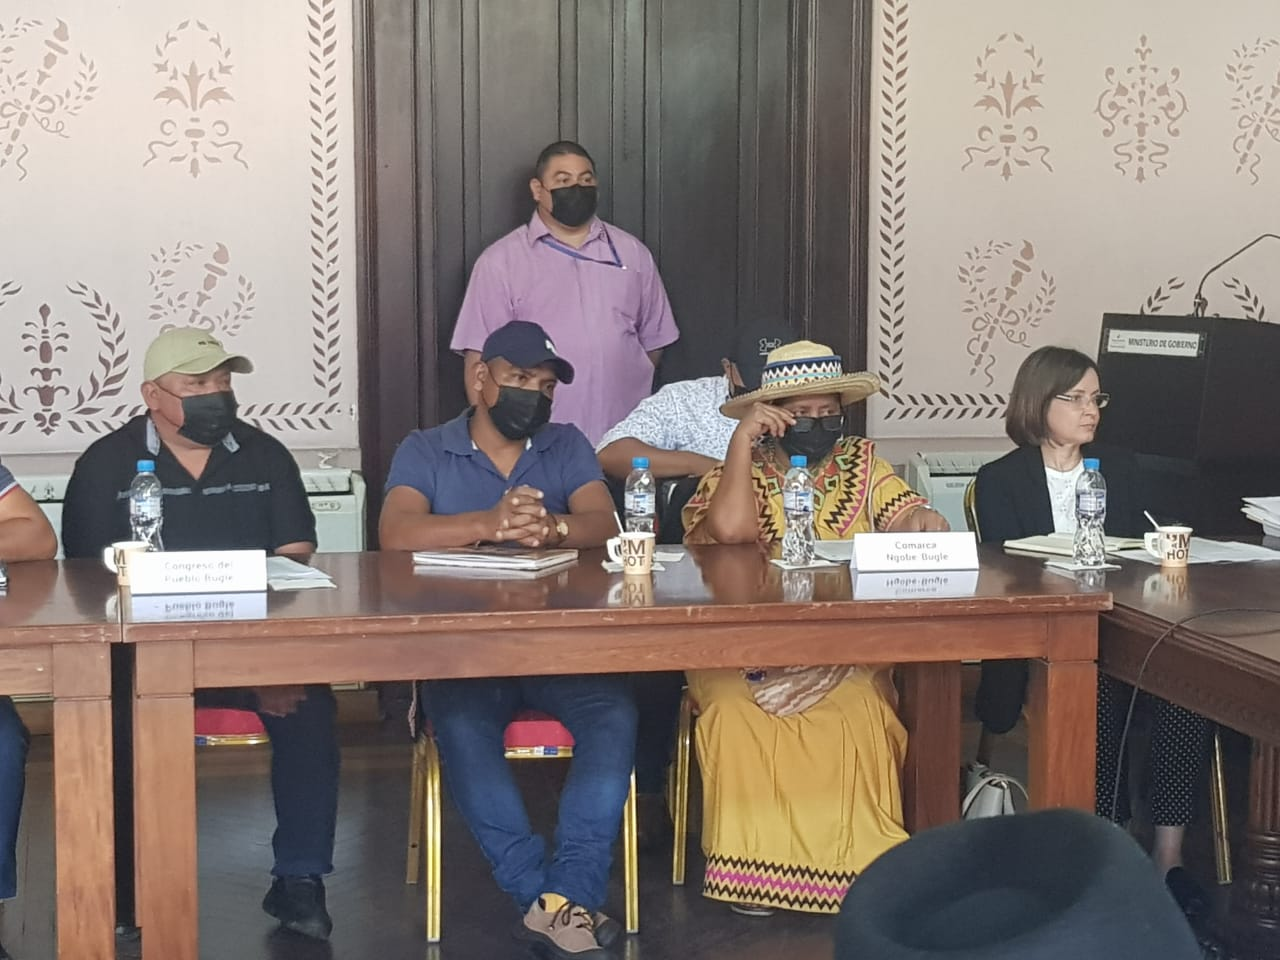 MINISTERIO DE GOBIERNO
Congreso del
Pueblo Bugle
Comarca
Ngobe Bugle
HOT
HOT